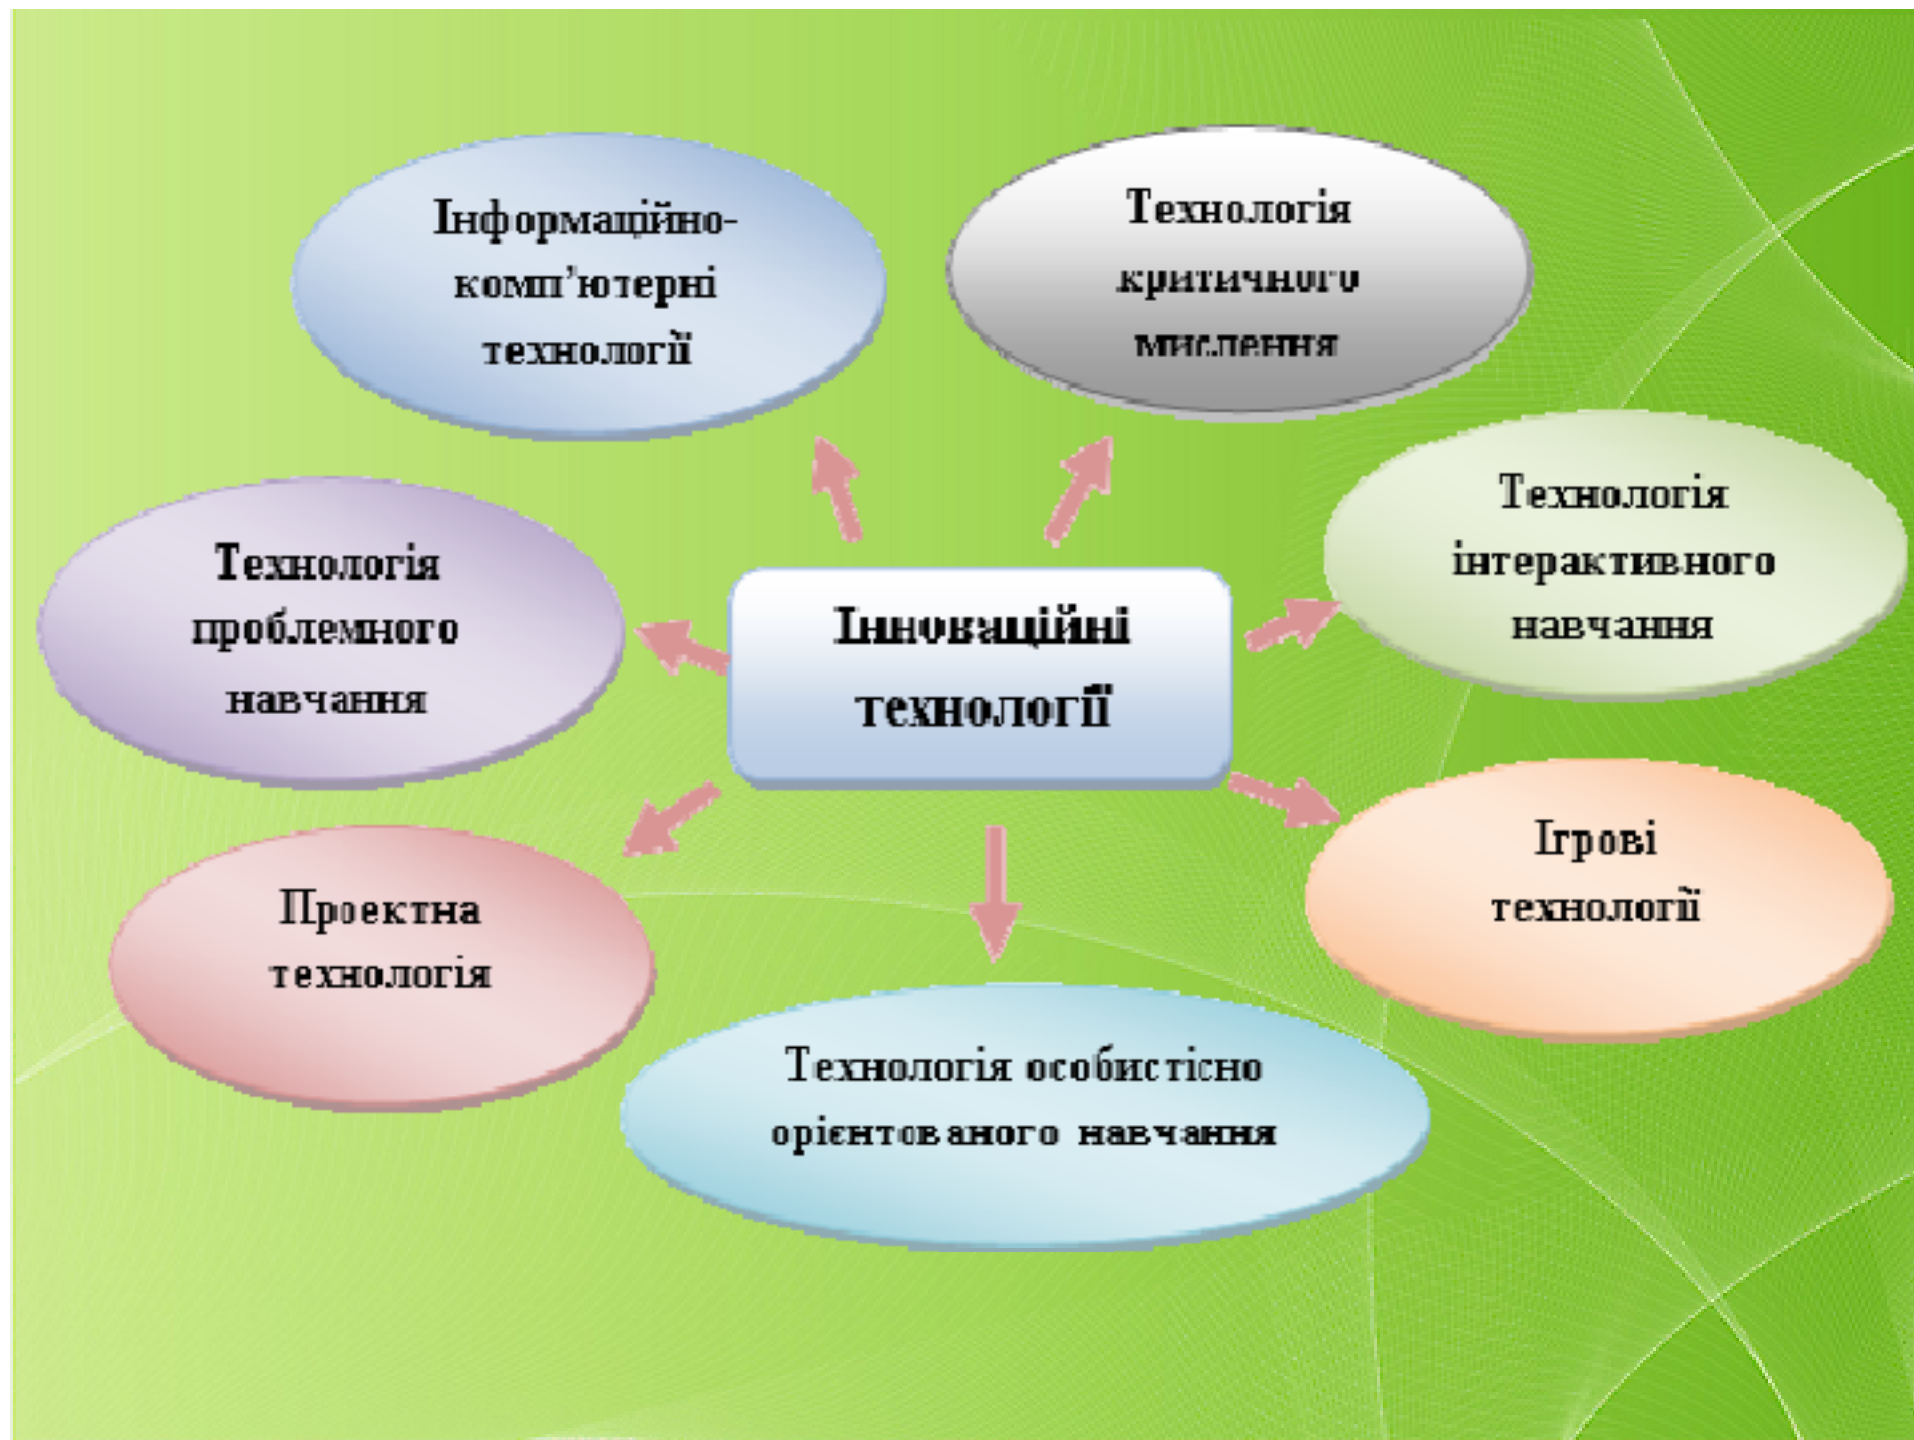 Інформаційно-
комп’ютерні
технології
Технологія
критичного
мислення
Технологія
інтерактивного
навчання
Технологія
проблемного
навчання
Інноваційні
технології
Ігрові
технології
Проектна
технологія
Технологія особистісно
орієнтованого навчання